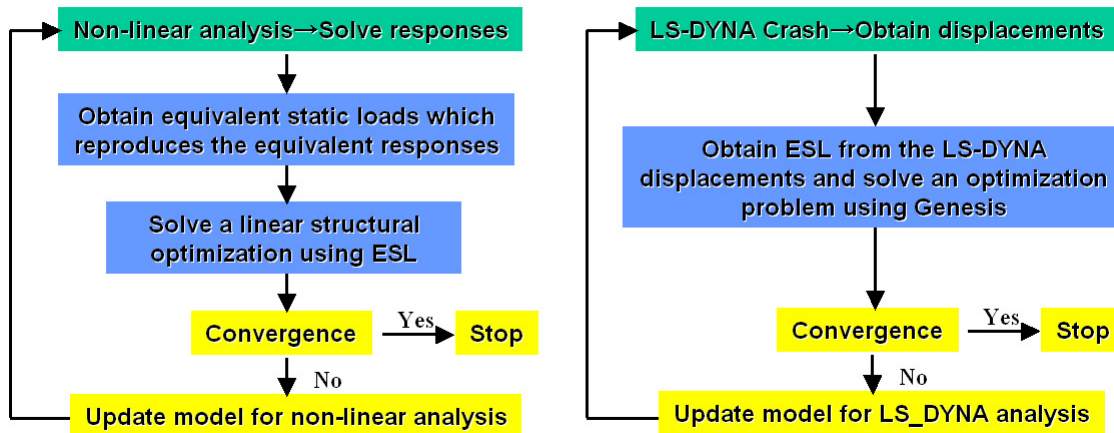 Non-linear analysis→Solve responses
Obtain equivalent static loads which
reproduces the equivalent responses
Solve a linear structural
optimization using ESL
Convergence
Yes
Stop
No
Update model for non-linear analysis
LS-DYNA Crash→Obtain displacements
Obtain ESL from the LS-DYNA
displacements and solve an optimization
problem using Genesis
Convergence
Yes
Stop
No
Update model for LS_DYNA analysis